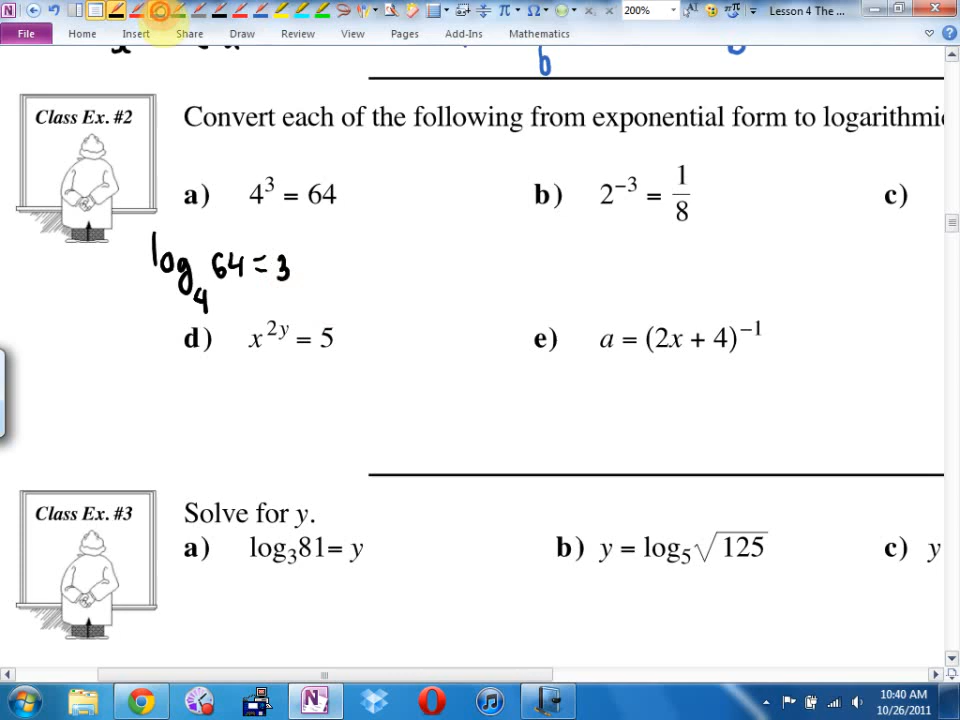 200% Lesson 4 The ...
File Home Insert Share Draw Review View Pages Add-Ins Mathematics
b
Class Ex. #2
Convert each of the following from exponential form to logarithmic
a) 4³ = 64 b) 2⁻³ = 1/8 c)
log₄ 64 = 3
d) x²ʸ = 5 e) a = (2x + 4)⁻¹
Class Ex. #3
Solve for y.
a) log₃81 = y b) y = log₅√125 c) y
10:40 AM
10/26/2011